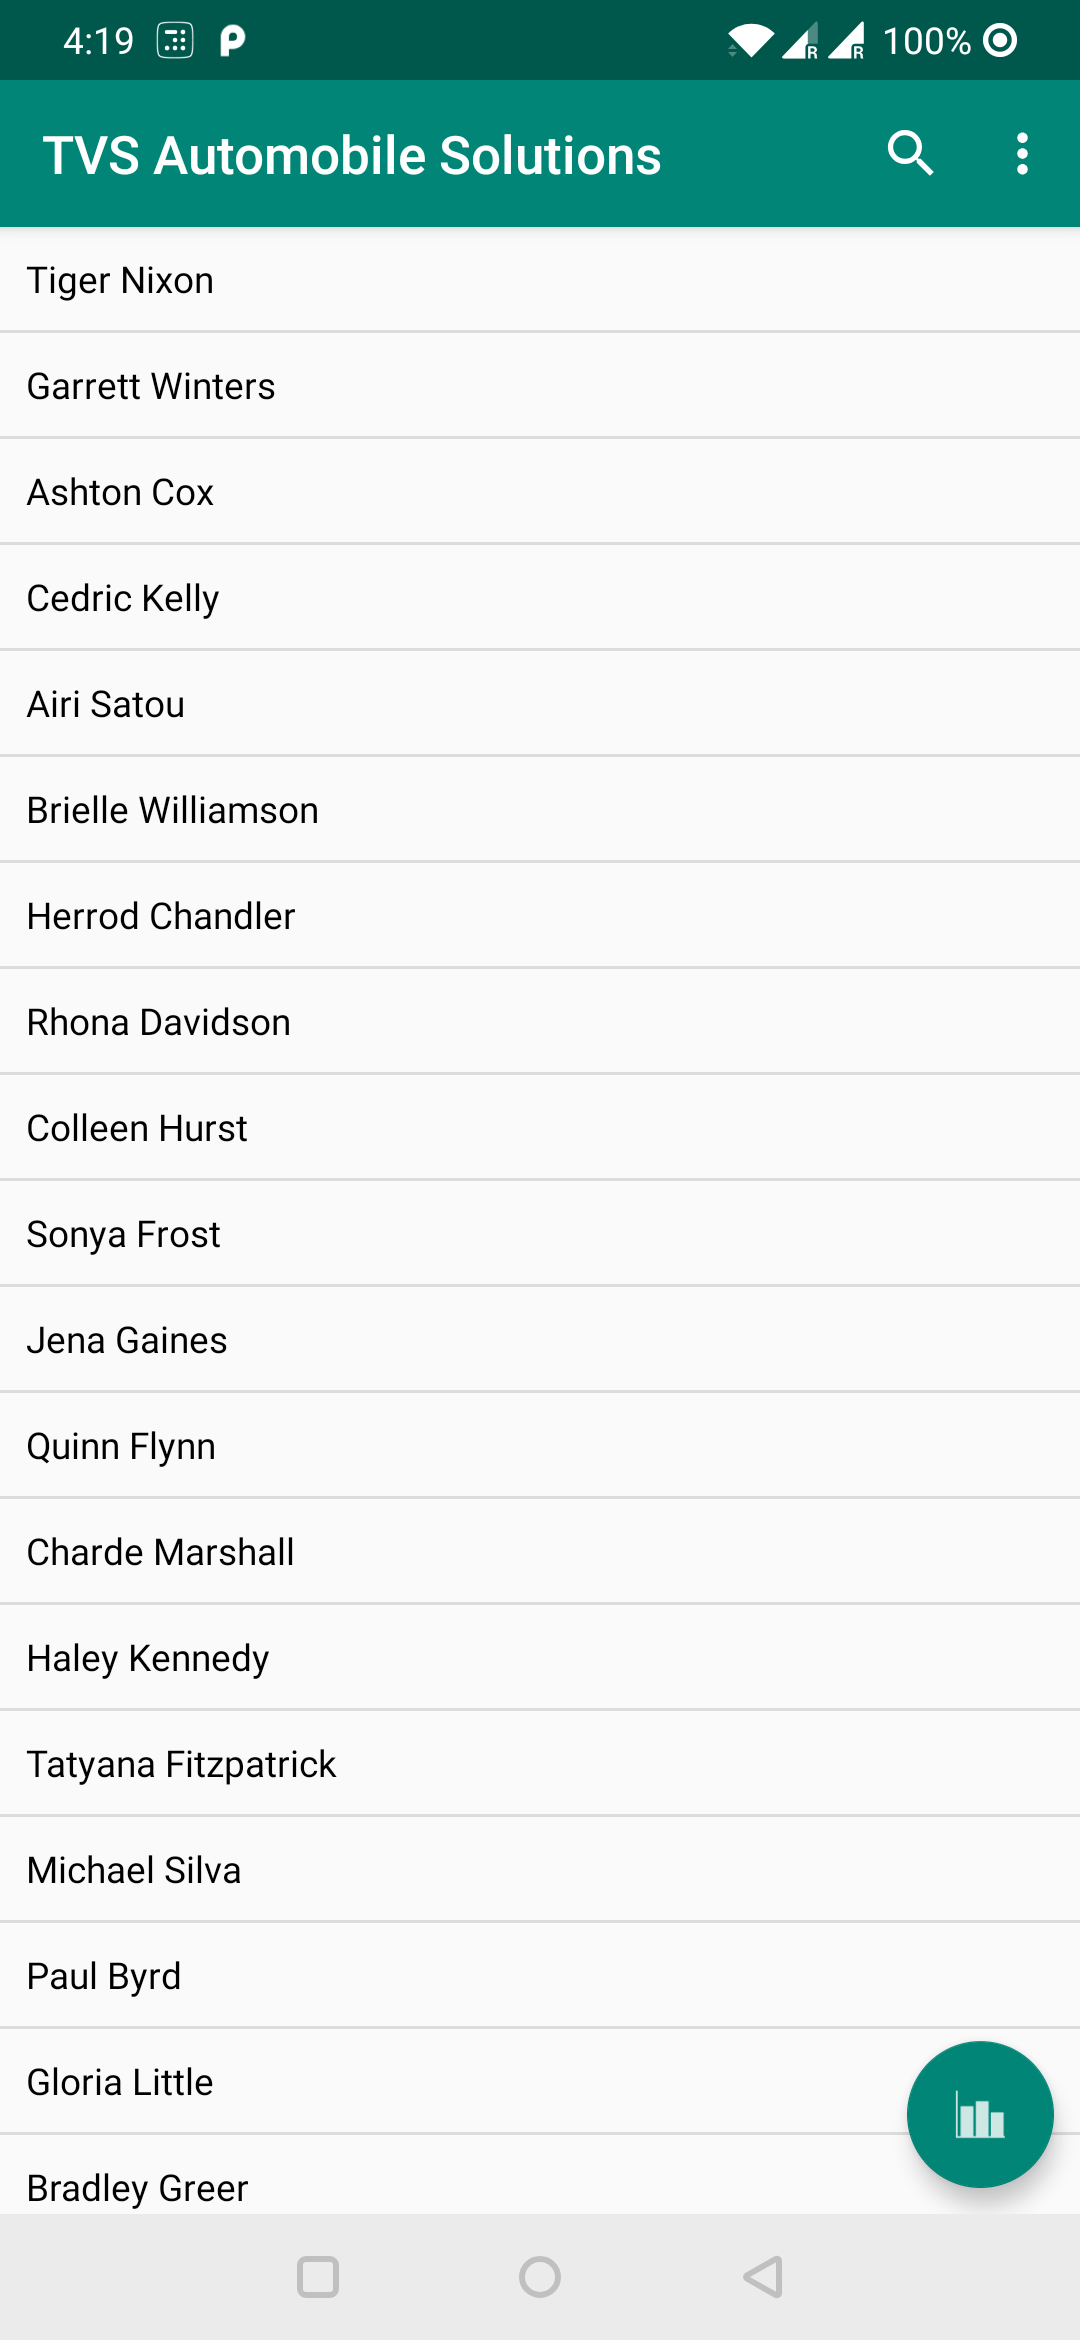 4:19
R R 100%
TVS Automobile Solutions
Tiger Nixon
Garrett Winters
Ashton Cox
Cedric Kelly
Airi Satou
Brielle Williamson
Herrod Chandler
Rhona Davidson
Colleen Hurst
Sonya Frost
Jena Gaines
Quinn Flynn
Charde Marshall
Haley Kennedy
Tatyana Fitzpatrick
Michael Silva
Paul Byrd
Gloria Little
Bradley Greer